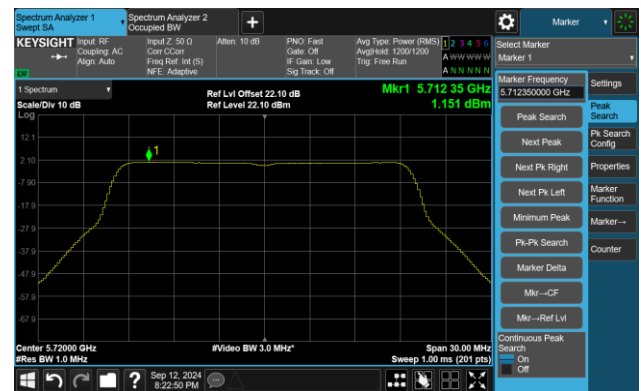 Spectrum Analyzer 1
Swept SA
Spectrum Analyzer 2
Occupied BW
+
Marker
KEYSIGHT
Input: RF
Coupling: AC
Align: Auto
Input Z: 50 Ω
Corr CCorr
Freq Ref: Int (S)
NFE: Adaptive
Atten: 10 dB
PNO: Fast
Gate: Off
IF Gain: Low
Sig Track: Off
Avg Type: Power (RMS)
Avg|Hold: 1200/1200
Trig: Free Run
1 2 3 4 5 6
A W W W W W
A N N N N N
Select Marker
Marker 1
1 Spectrum
Scale/Div 10 dB
Log
Ref Lvl Offset 22.10 dB
Ref Level 22.10 dBm
Mkr1 5.712 35 GHz
1.151 dBm
12.1
2.10
-7.90
-17.9
-27.9
-37.9
-47.9
-57.9
-67.9
1
Center 5.72000 GHz
#Res BW 1.0 MHz
#Video BW 3.0 MHz*
Span 30.00 MHz
Sweep 1.00 ms (201 pts)
Marker Frequency
5.712350000 GHz
Peak Search
Next Peak
Next Pk Right
Next Pk Left
Minimum Peak
Pk-Pk Search
Marker Delta
Mkr→CF
Mkr→Ref Lvl
Continuous Peak
Search
On
Off
Settings
Peak
Search
Pk Search
Config
Properties
Marker
Function
Marker→
Counter
?
Sep 12, 2024
8:22:50 PM